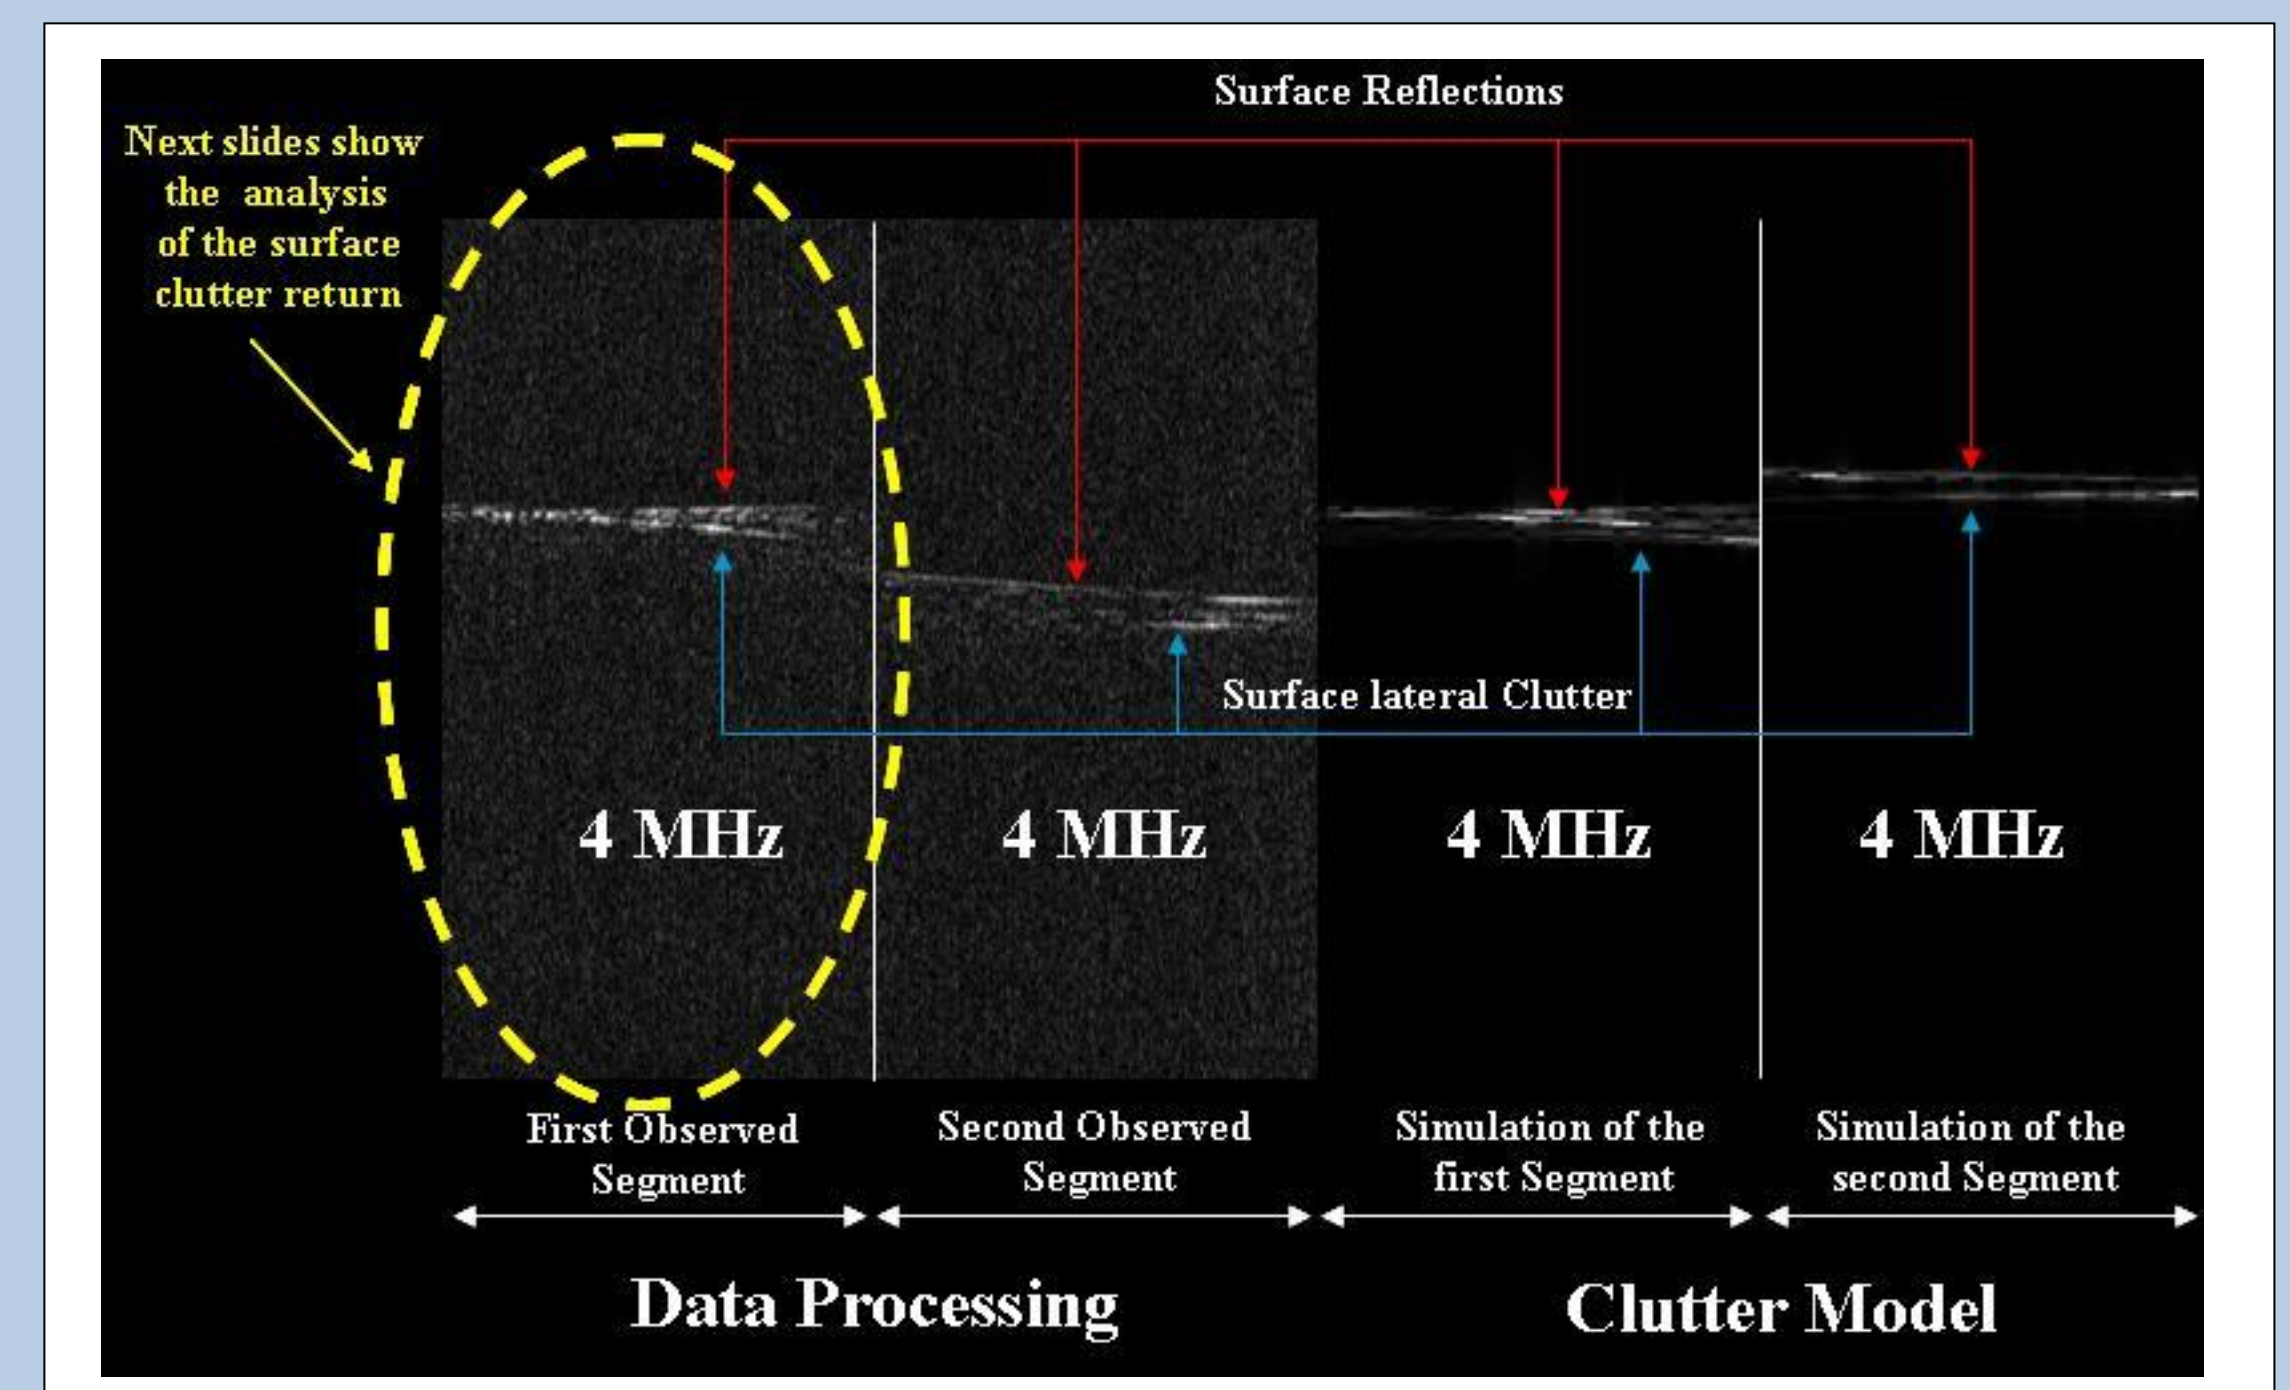 Surface Reflections
Next slides show
the analysis
of the surface
clutter return
Surface lateral Clutter
4 MHz
4 MHz
4 MHz
4 MHz
First Observed
Segment
Second Observed
Segment
Simulation of the
first Segment
Simulation of the
second Segment
Data Processing
Clutter Model